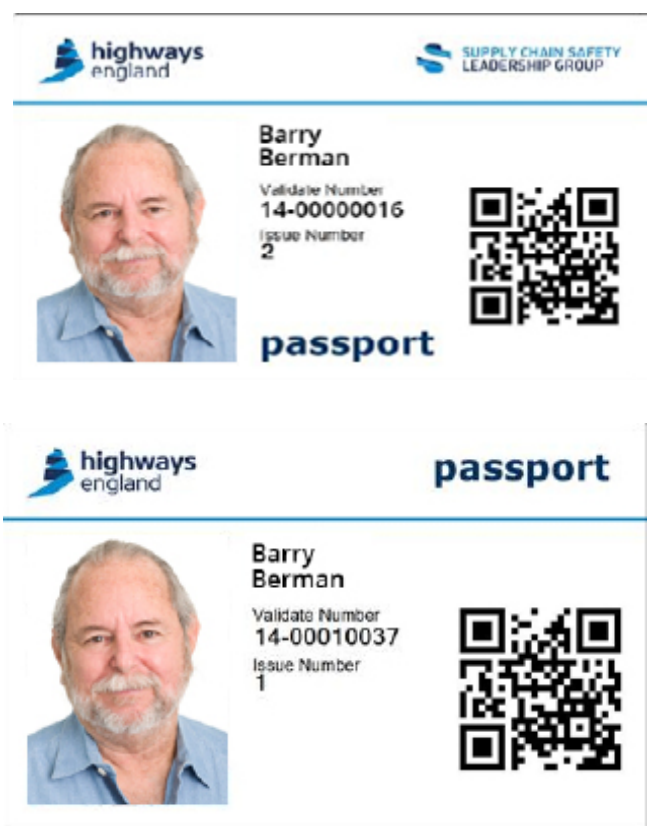 highways
england
SUPPLY CHAIN SAFETY
LEADERSHIP GROUP
Barry
Berman
Validate Number
14-00000016
Issue Number
2
passport
highways
england
passport
Barry
Berman
Validate Number
14-00010037
Issue Number
1